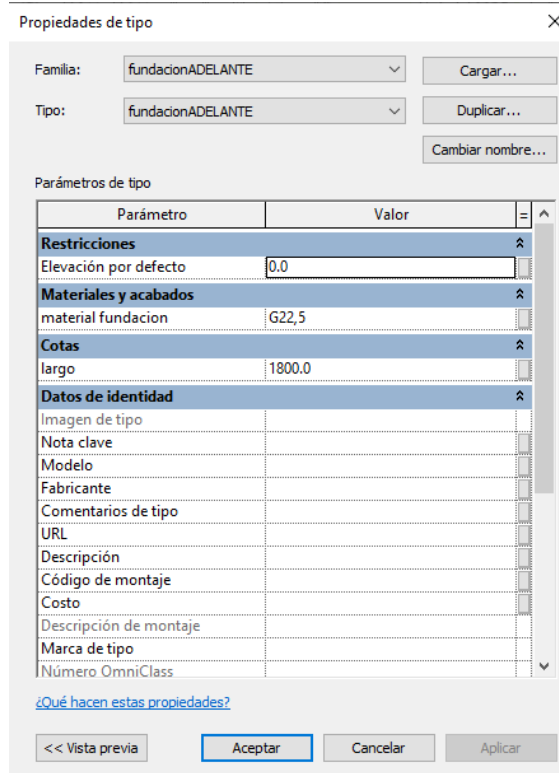 Propiedades de tipo
Familia: fundacionADELANTE Cargar...
Tipo: fundacionADELANTE Duplicar...
Cambiar nombre...
Parámetros de tipo
Parámetro Valor =
Restricciones
Elevación por defecto 0.0
Materiales y acabados
material fundacion G22,5
Cotas
largo 1800.0
Datos de identidad
Imagen de tipo
Nota clave
Modelo
Fabricante
Comentarios de tipo
URL
Descripción
Código de montaje
Costo
Descripción de montaje
Marca de tipo
Número OmniClass
¿Qué hacen estas propiedades?
<< Vista previa Aceptar Cancelar Aplicar